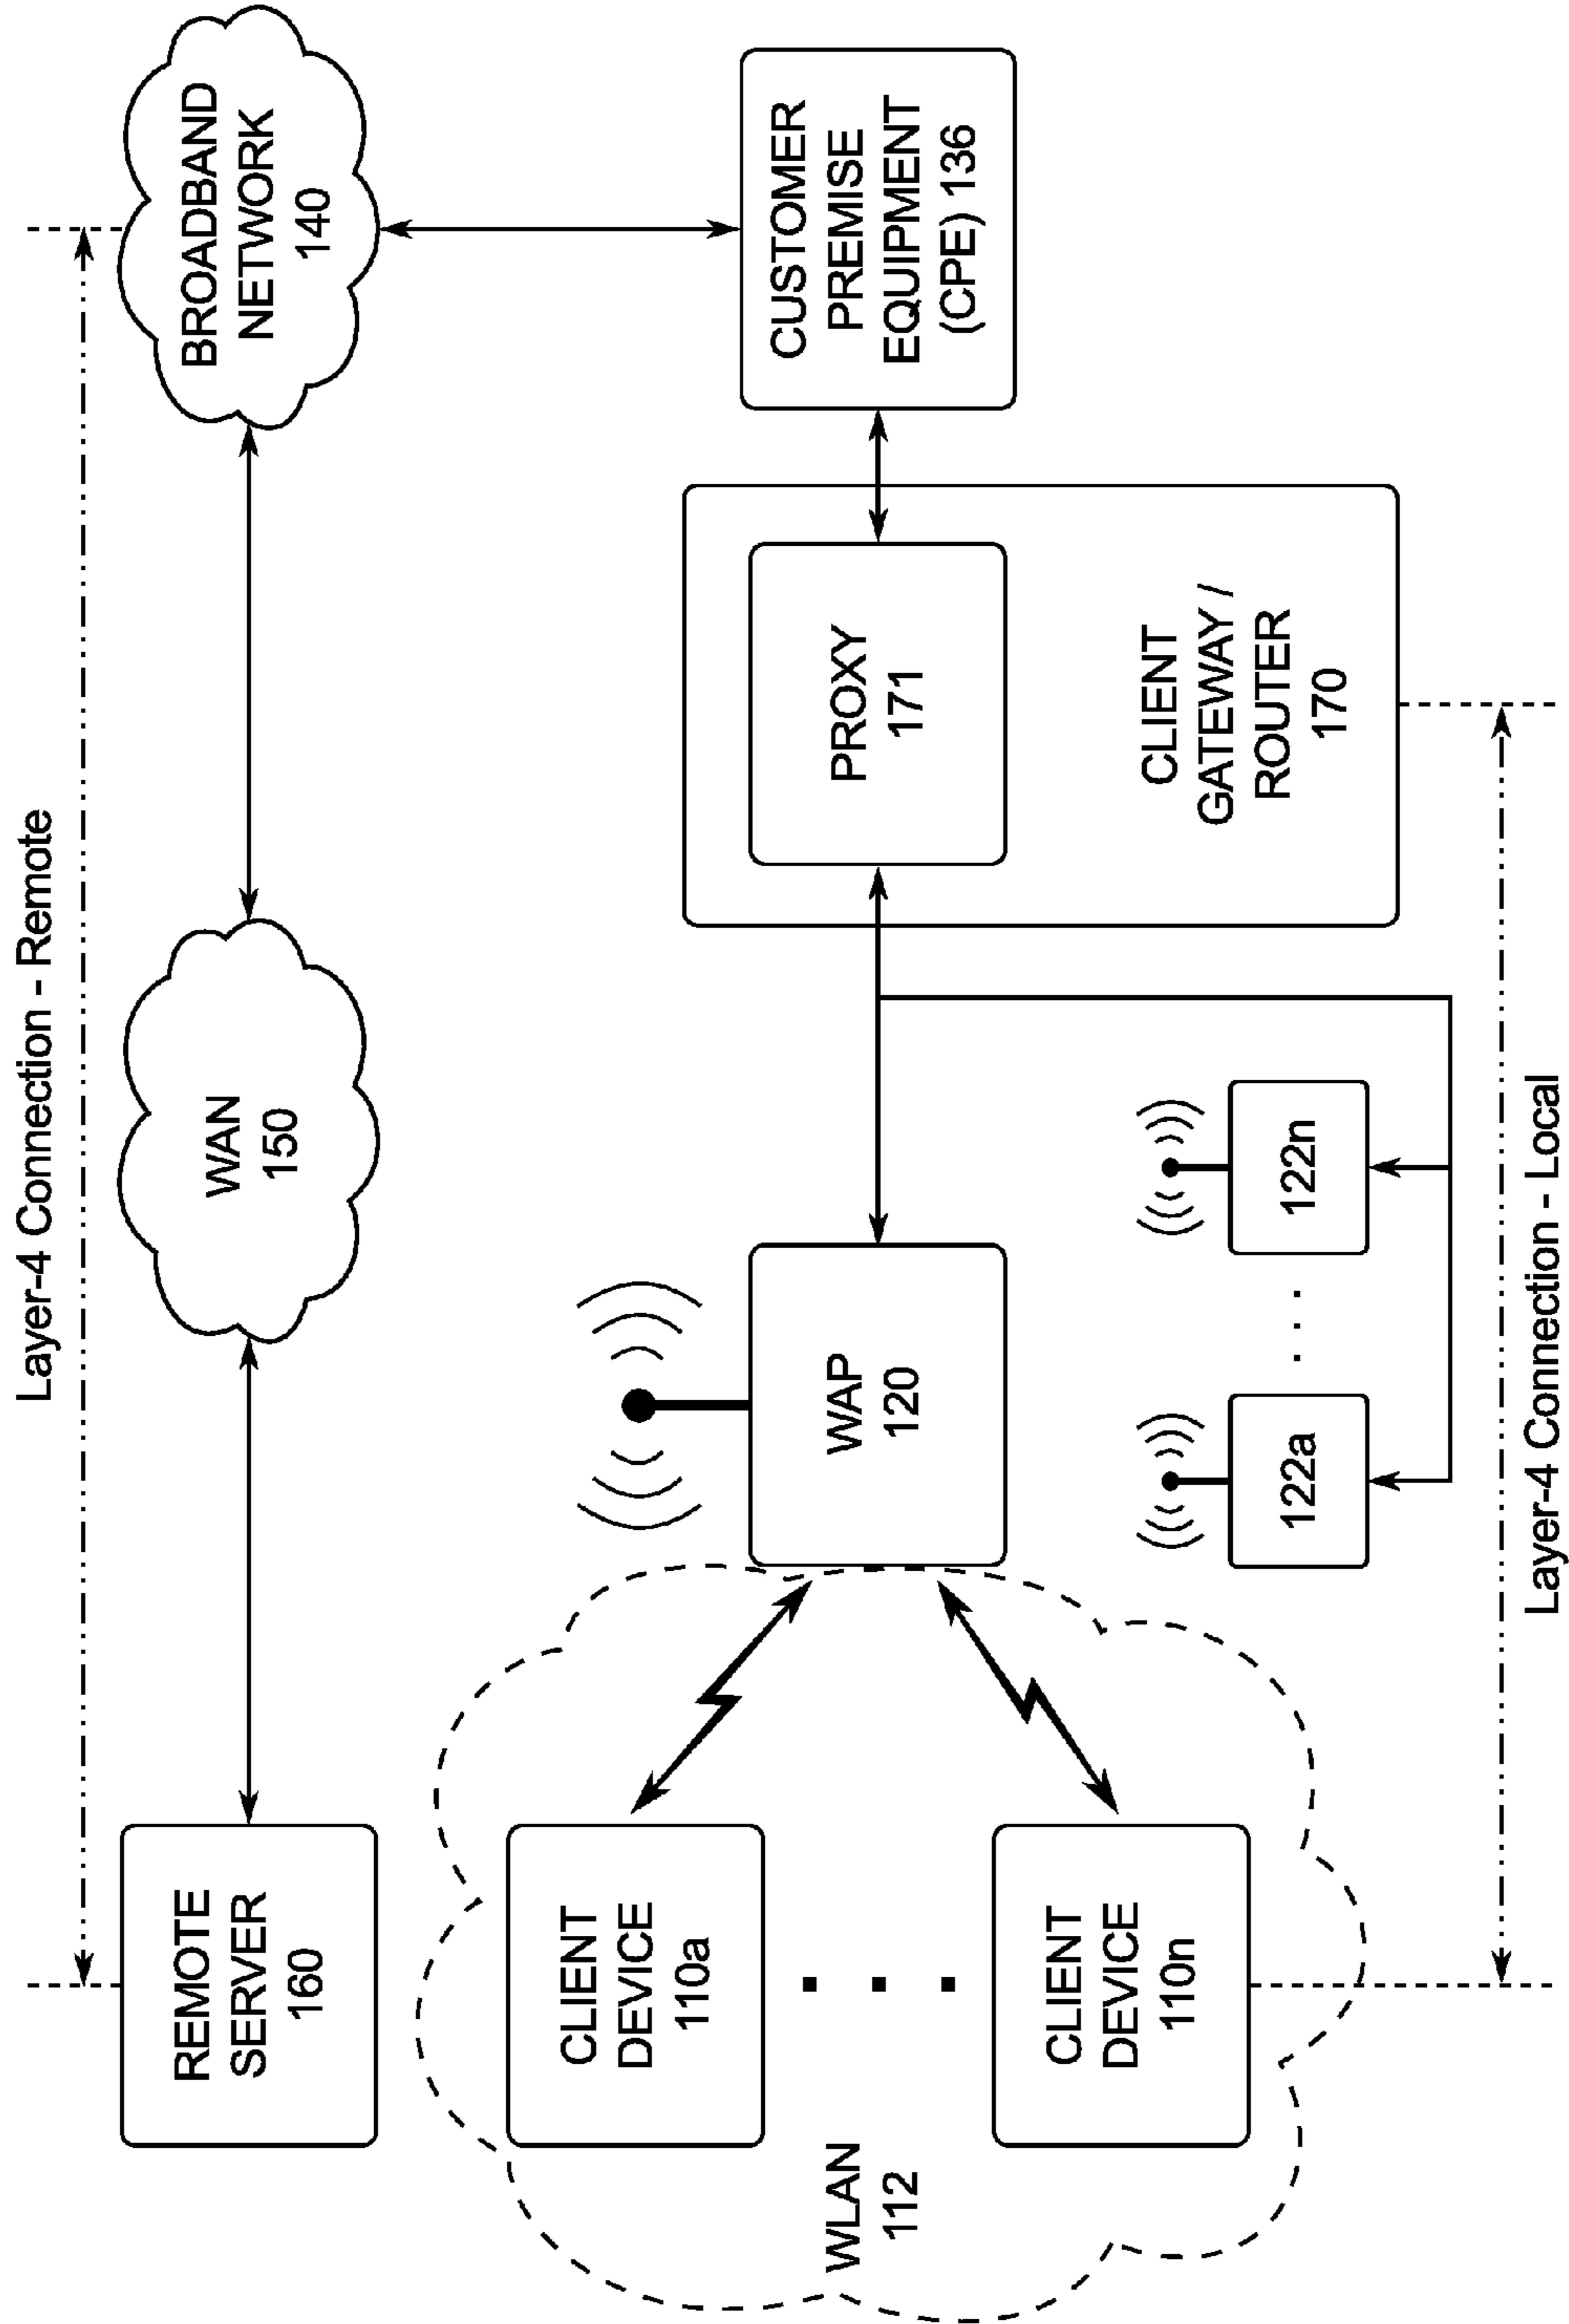 Layer-4 Connection - Remote
REMOTE
SERVER
160
WAN
150
BROADBAND
NETWORK
140
CLIENT
DEVICE
110a
CLIENT
DEVICE
110n
WLAN
112
WAP
120
122a
122n
PROXY
171
CLIENT
GATEWAY /
ROUTER
170
CUSTOMER
PREMISE
EQUIPMENT
(CPE) 136
Layer-4 Connection - Local